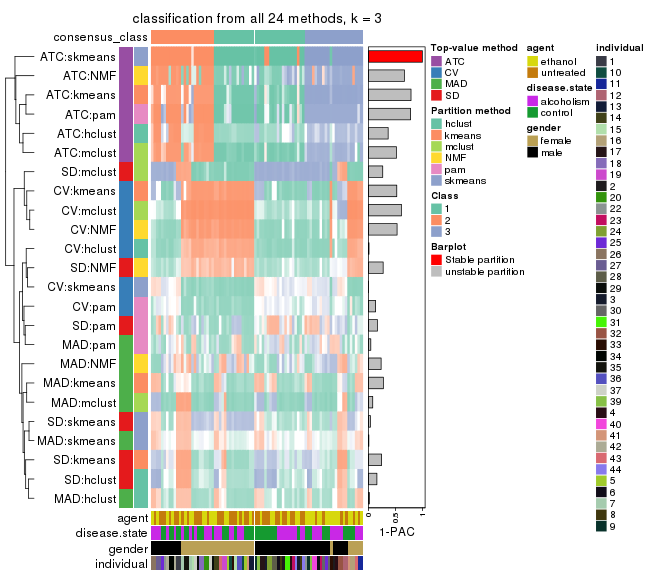 classification from all 24 methods, k = 3
consensus_class
ATC:skmeans
ATC:NMF
ATC:kmeans
ATC:pam
ATC:hclust
ATC:mclust
SD:mclust
CV:kmeans
CV:mclust
CV:NMF
CV:hclust
SD:NMF
CV:skmeans
CV:pam
SD:pam
MAD:pam
MAD:NMF
MAD:kmeans
MAD:mclust
SD:skmeans
MAD:skmeans
SD:kmeans
SD:hclust
MAD:hclust
agent
disease.state
gender
individual
0
0.5
1
1-PAC
Top-value method
ATC
CV
MAD
SD
Partition method
hclust
kmeans
mclust
NMF
pam
skmeans
Class
1
2
3
Barplot
Stable partition
unstable partition
agent
ethanol
untreated
disease.state
alcoholism
control
gender
female
male
individual
1
10
11
12
13
14
15
16
17
18
19
2
20
22
23
24
25
26
27
28
29
3
30
31
32
33
34
35
36
37
39
4
40
41
42
43
44
5
6
7
8
9